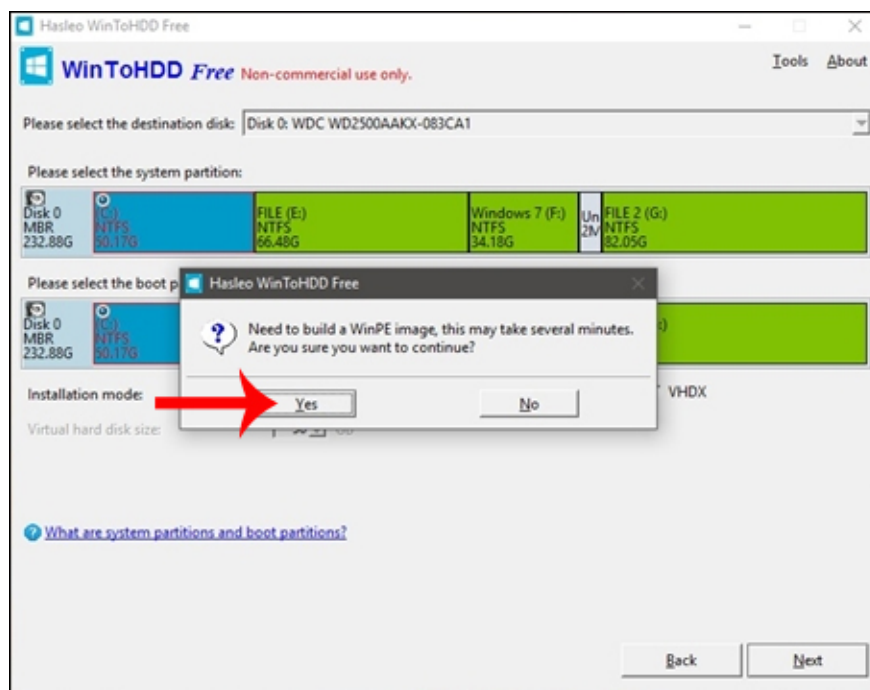 Hasleo WinToHDD Free
WinToHDD Free Non-commercial use only.
Tools About
Please select the destination disk: Disk 0: WDC WD2500AAKX-083CA1
Please select the system partition:
Disk 0
MBR
232.88G
(C:)
NTFS
50.17G
FILE (E:)
NTFS
66.48G
Windows 7 (F:)
NTFS
34.18G
Un
2M
FILE 2 (G:)
NTFS
82.05G
Please select the boot p
Disk 0
MBR
232.88G
(C:)
NTFS
50.17G
Hasleo WinToHDD Free
Need to build a WinPE image, this may take several minutes.
Are you sure you want to continue?
Yes No
Installation mode: VHDX
Virtual hard disk size:
What are system partitions and boot partitions?
Back Next